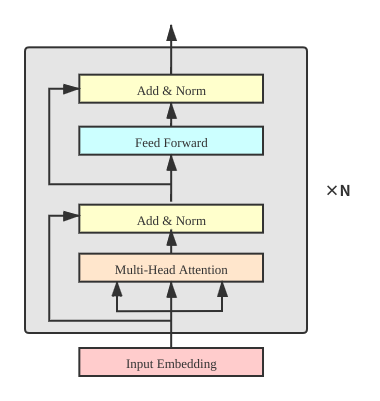 Add & Norm
Feed Forward
Add & Norm
×N
Multi-Head Attention
Input Embedding